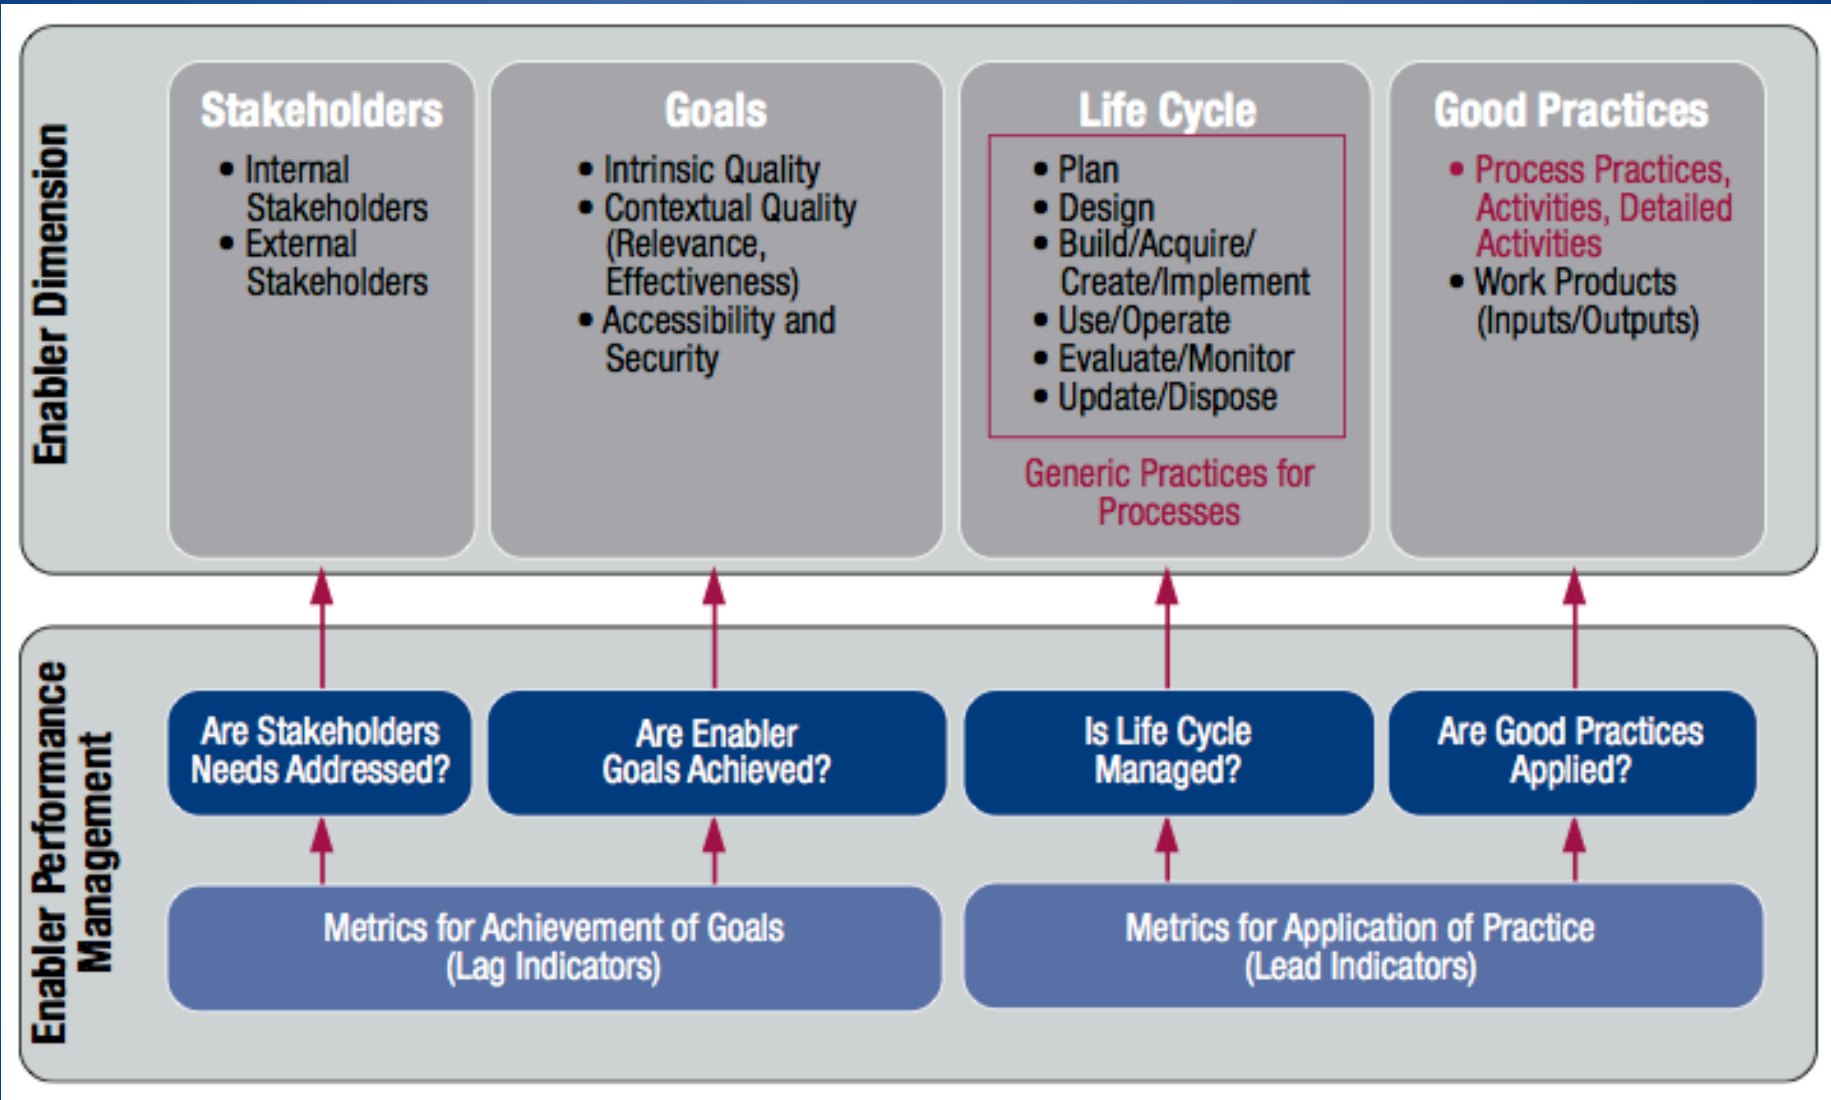 Enabler Dimension
Stakeholders
• Internal
Stakeholders
• External
Stakeholders
Goals
• Intrinsic Quality
• Contextual Quality
(Relevance,
Effectiveness)
• Accessibility and
Security
Life Cycle
• Plan
• Design
• Build/Acquire/
Create/Implement
• Use/Operate
• Evaluate/Monitor
• Update/Dispose
Generic Practices for
Processes
Good Practices
• Process Practices,
Activities, Detailed
Activities
• Work Products
(Inputs/Outputs)
Enabler Performance
Management
Are Stakeholders
Needs Addressed?
Are Enabler
Goals Achieved?
Is Life Cycle
Managed?
Are Good Practices
Applied?
Metrics for Achievement of Goals
(Lag Indicators)
Metrics for Application of Practice
(Lead Indicators)